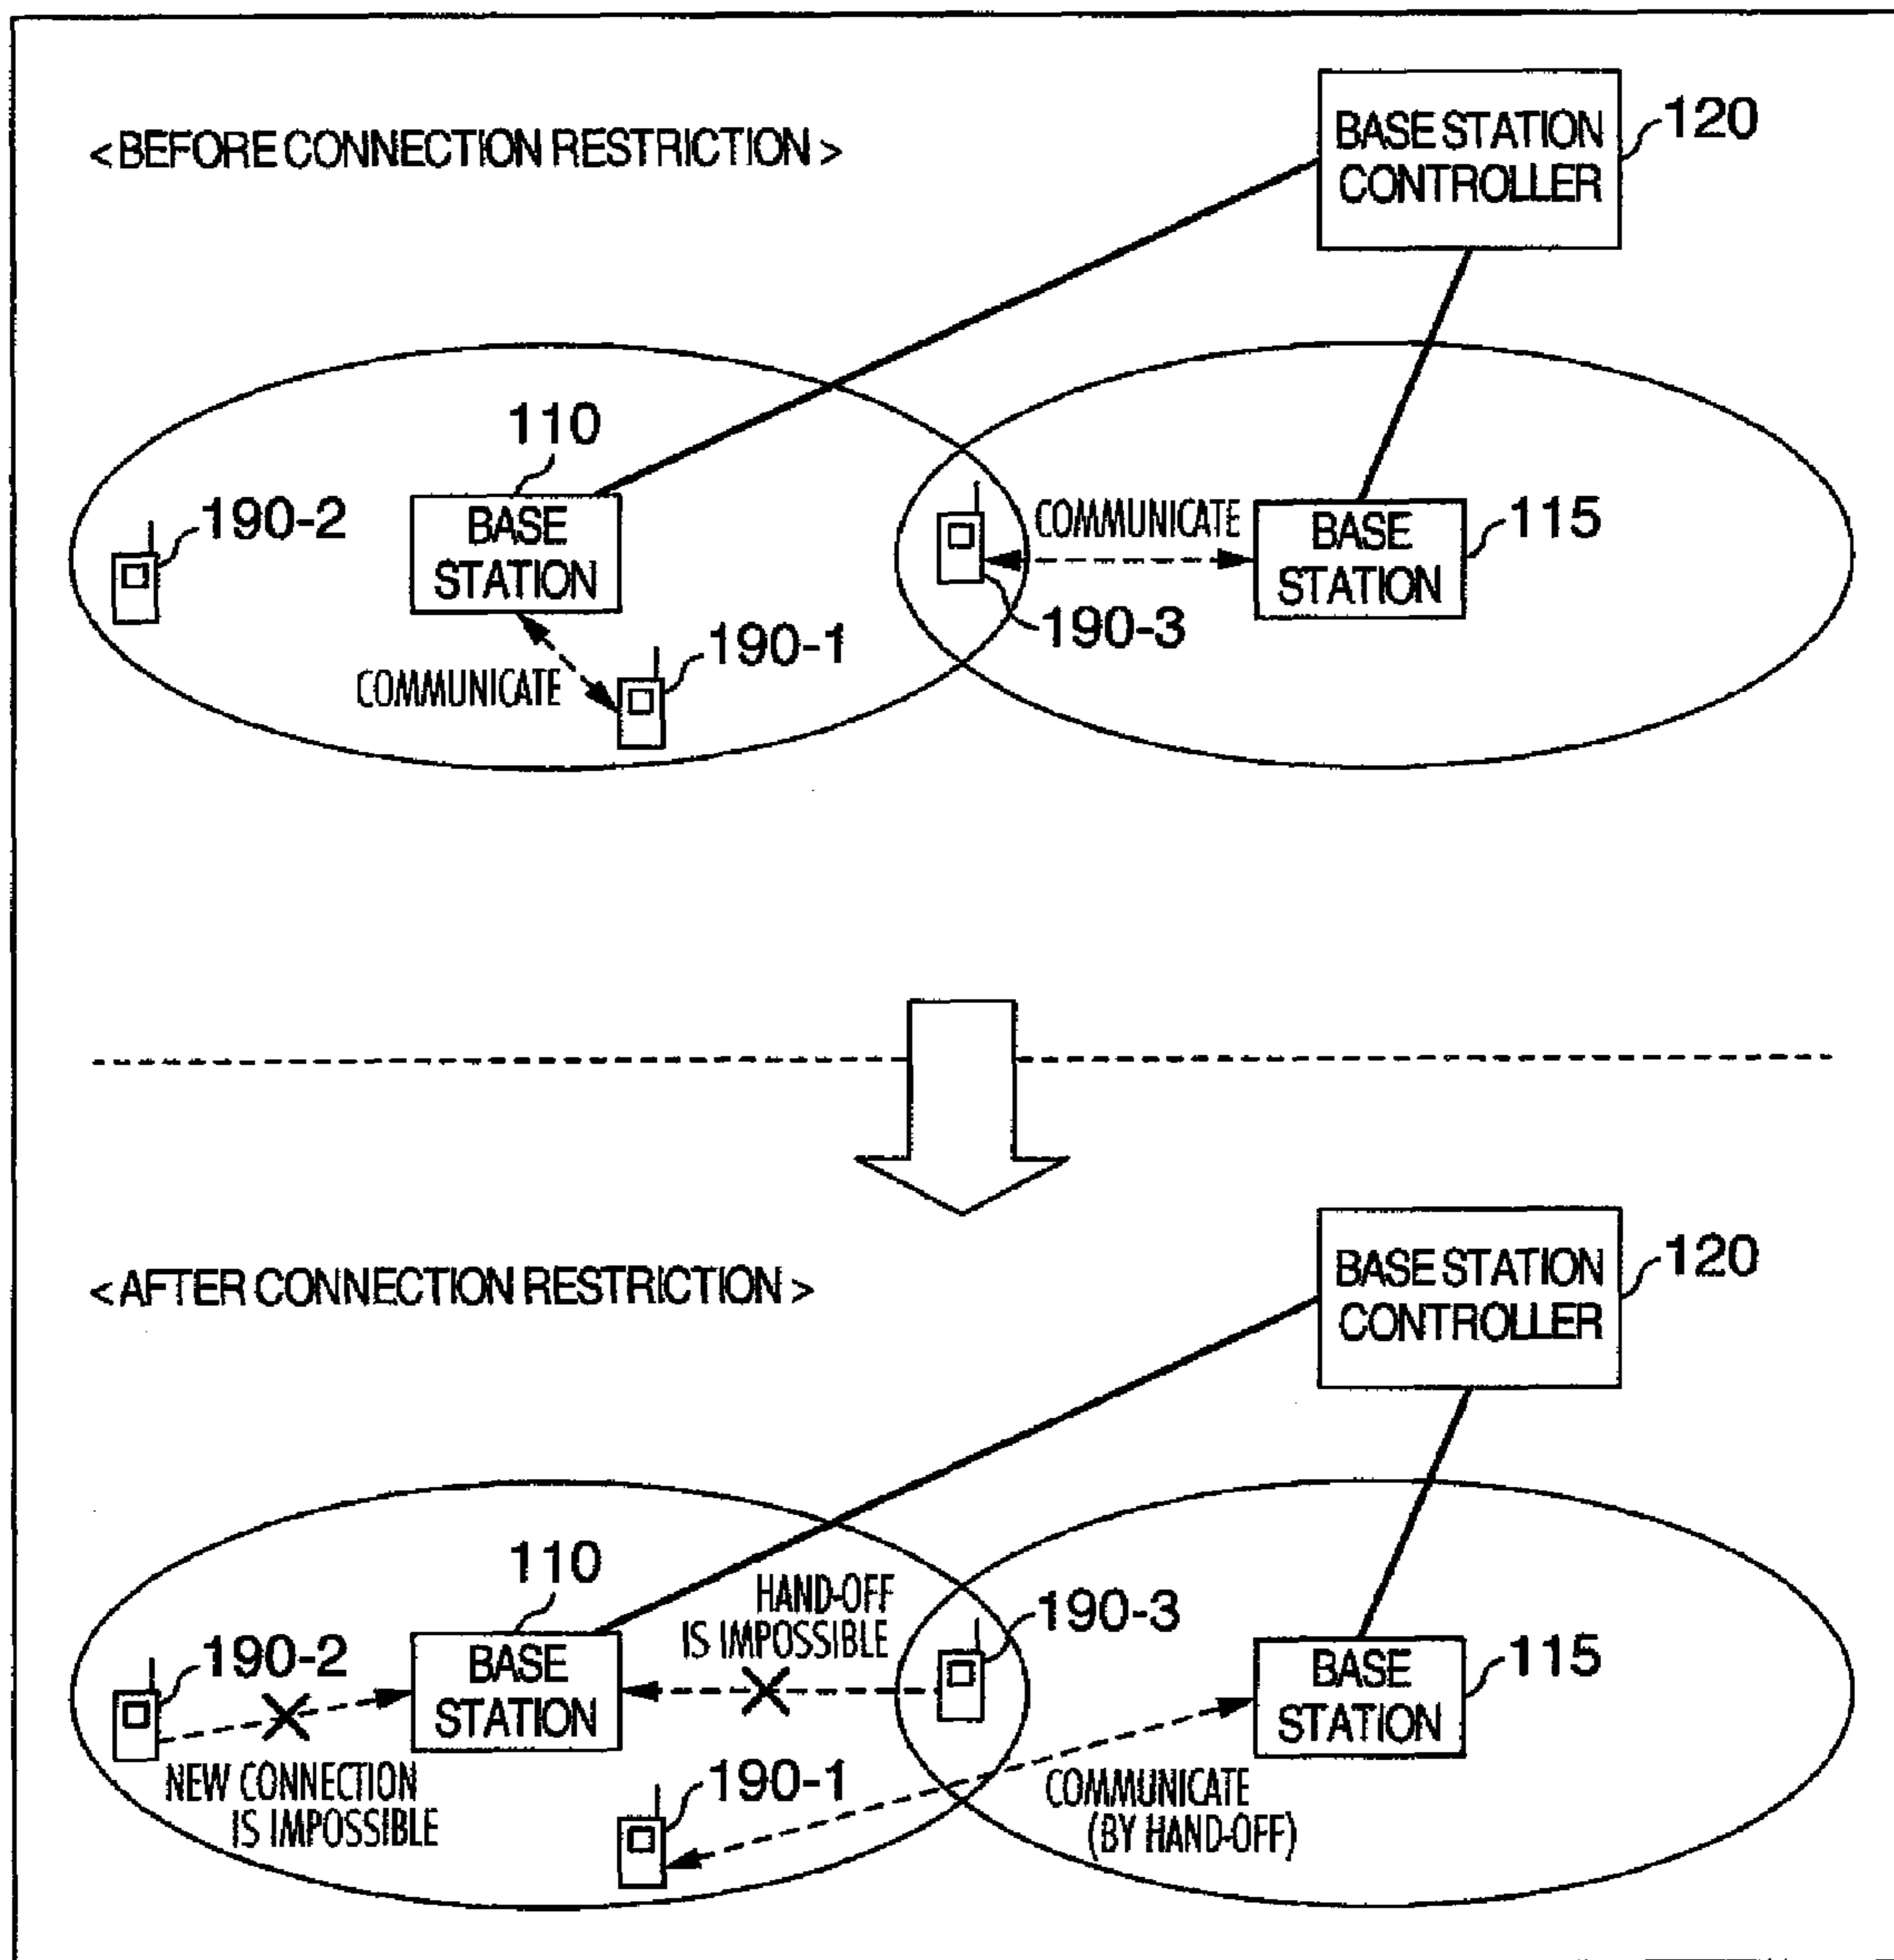 <BEFORE CONNECTION RESTRICTION>
BASE STATION
CONTROLLER
120
110
BASE
STATION
190-2
COMMUNICATE
190-1
COMMUNICATE
190-3
BASE
STATION
115
<AFTER CONNECTION RESTRICTION>
BASE STATION
CONTROLLER
120
110
BASE
STATION
HAND-OFF
IS IMPOSSIBLE
190-3
190-2
NEW CONNECTION
IS IMPOSSIBLE
190-1
BASE
STATION
115
COMMUNICATE
(BY HAND-OFF)